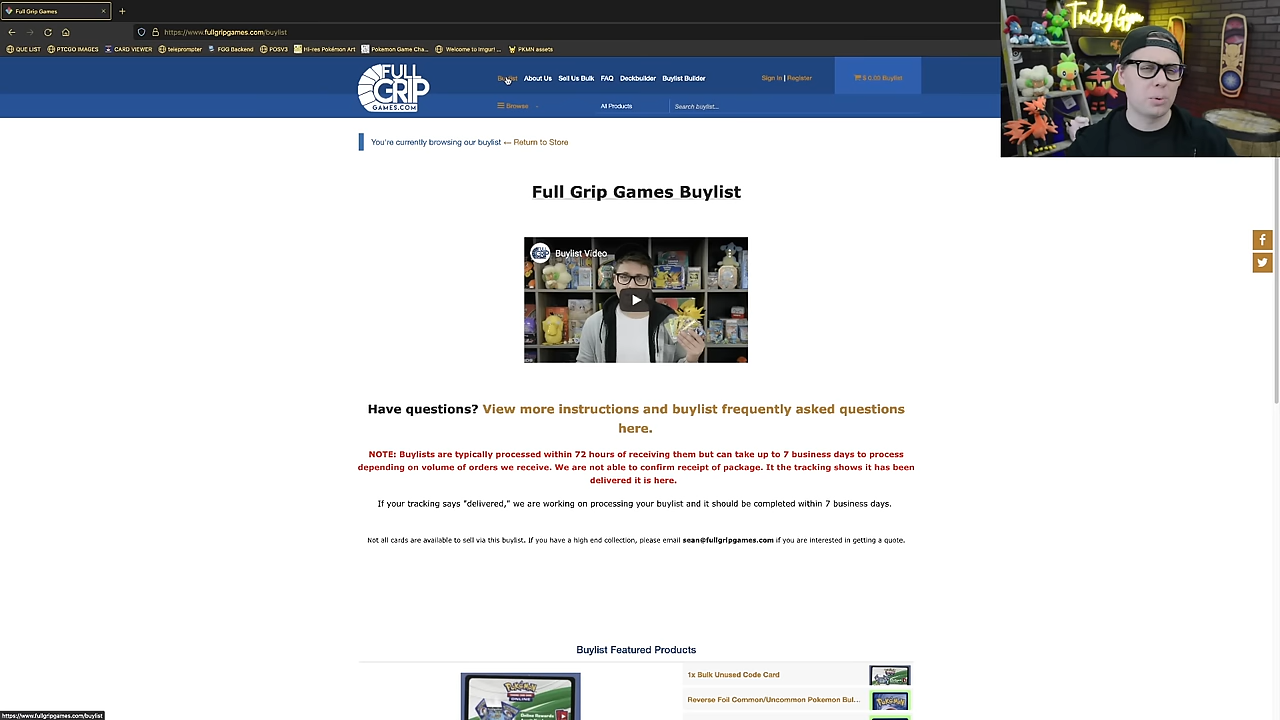 Full Grip Games
https://www.fullgripgames.com/buylist
QUE LIST
PTCGO IMAGES
CARD VIEWER
teleprompter
FGG Backend
POSV3
Hi-res Pokémon Art
Pokemon Game Cha...
Welcome to Imgur! ...
PKMN assets
TrickyGym
FULL
GRIP
GAMES.COM
Buylist
About Us
Sell Us Bulk
FAQ
Deckbuilder
Buylist Builder
Sign In | Register
$ 0.00 Buylist
Browse
All Products
Search buylist...
You're currently browsing our buylist ← Return to Store
Full Grip Games Buylist
Buylist Video
Have questions? View more instructions and buylist frequently asked questions
here.
NOTE: Buylists are typically processed within 72 hours of receiving them but can take up to 7 business days to process
depending on volume of orders we receive. We are not able to confirm receipt of package. It the tracking shows it has been
delivered it is here.
If your tracking says "delivered," we are working on processing your buylist and it should be completed within 7 business days.
Not all cards are available to sell via this buylist. If you have a high end collection, please email sean@fullgripgames.com if you are interested in getting a quote.
Buylist Featured Products
1x Bulk Unused Code Card
Reverse Foil Common/Uncommon Pokemon Bul...
https://www.fullgripgames.com/buylist